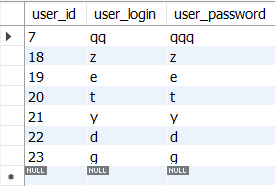 user_id user_login user_password
7 qq qqq
18 z z
19 e e
20 t t
21 y y
22 d d
23 g g
NULL NULL NULL